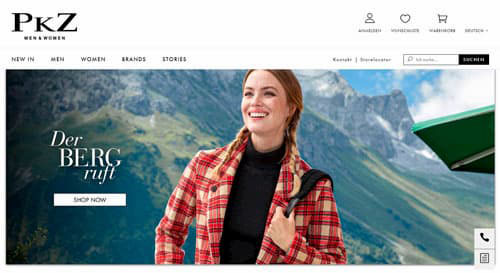 PKZ
MEN & WOMEN
ANMELDEN
WUNSCHLISTE
WARENKORB
DEUTSCH
NEW IN
MEN
WOMEN
BRANDS
STORIES
Kontakt | Storelocator
Ich suche...
SUCHEN
Der
BERG
ruft
SHOP NOW